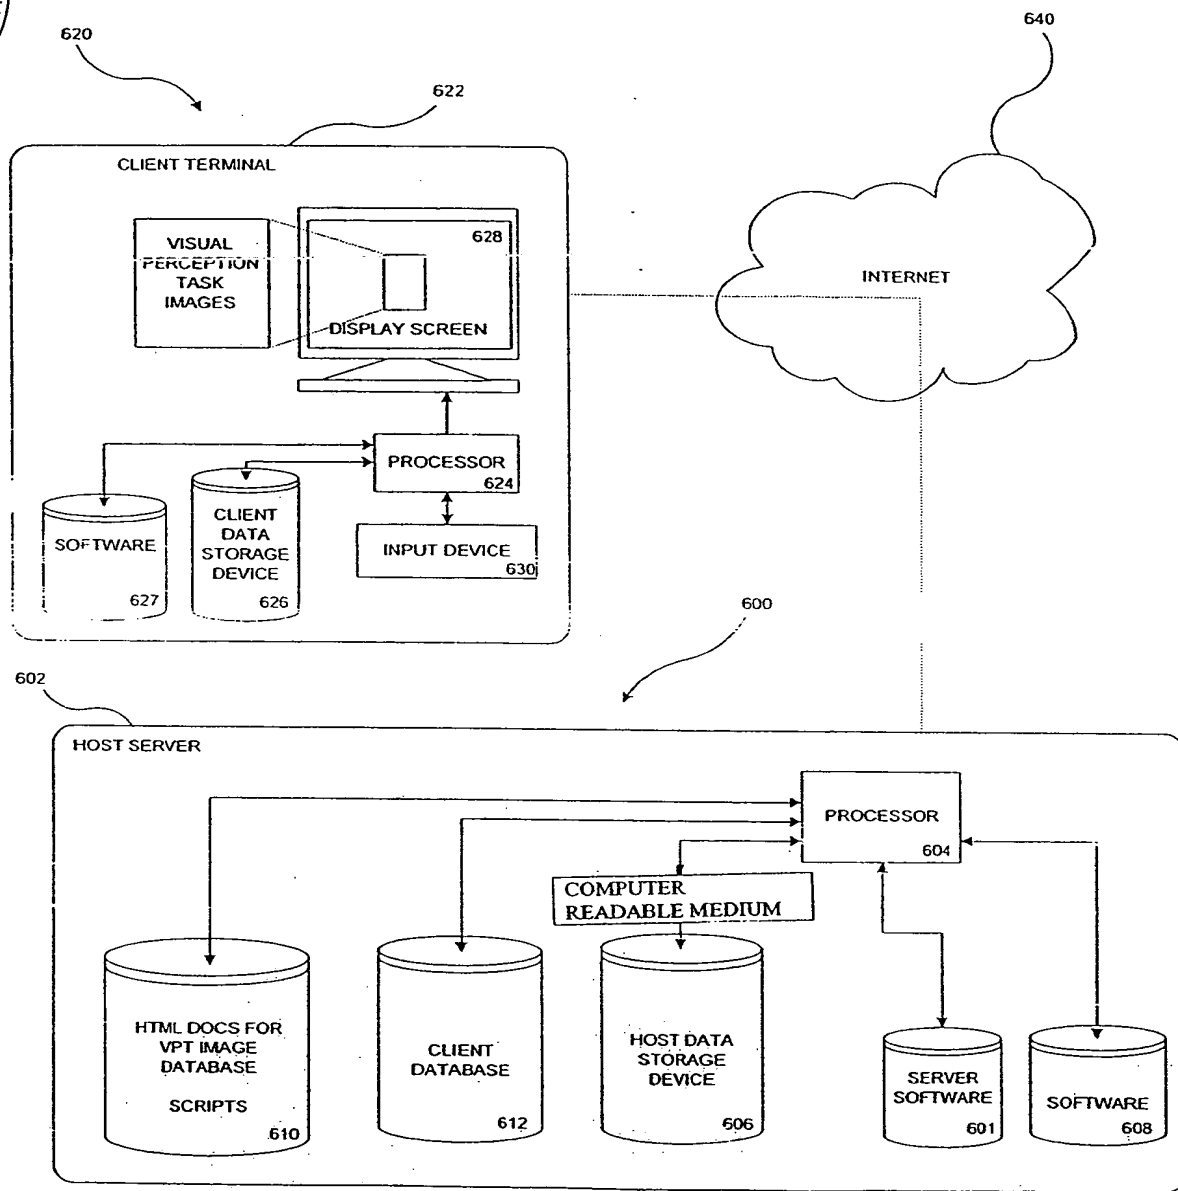 620
640
622
CLIENT TERMINAL
VISUAL
PERCEPTION
TASK
IMAGES
628
DISPLAY SCREEN
INTERNET
PROCESSOR
624
SOFTWARE
627
CLIENT
DATA
STORAGE
DEVICE
626
INPUT DEVICE
630
600
602
HOST SERVER
PROCESSOR
604
COMPUTER
READABLE MEDIUM
HTML DOCS FOR
VPT IMAGE
DATABASE
SCRIPTS
610
CLIENT
DATABASE
612
HOST DATA
STORAGE
DEVICE
606
SERVER
SOFTWARE
601
SOFTWARE
608